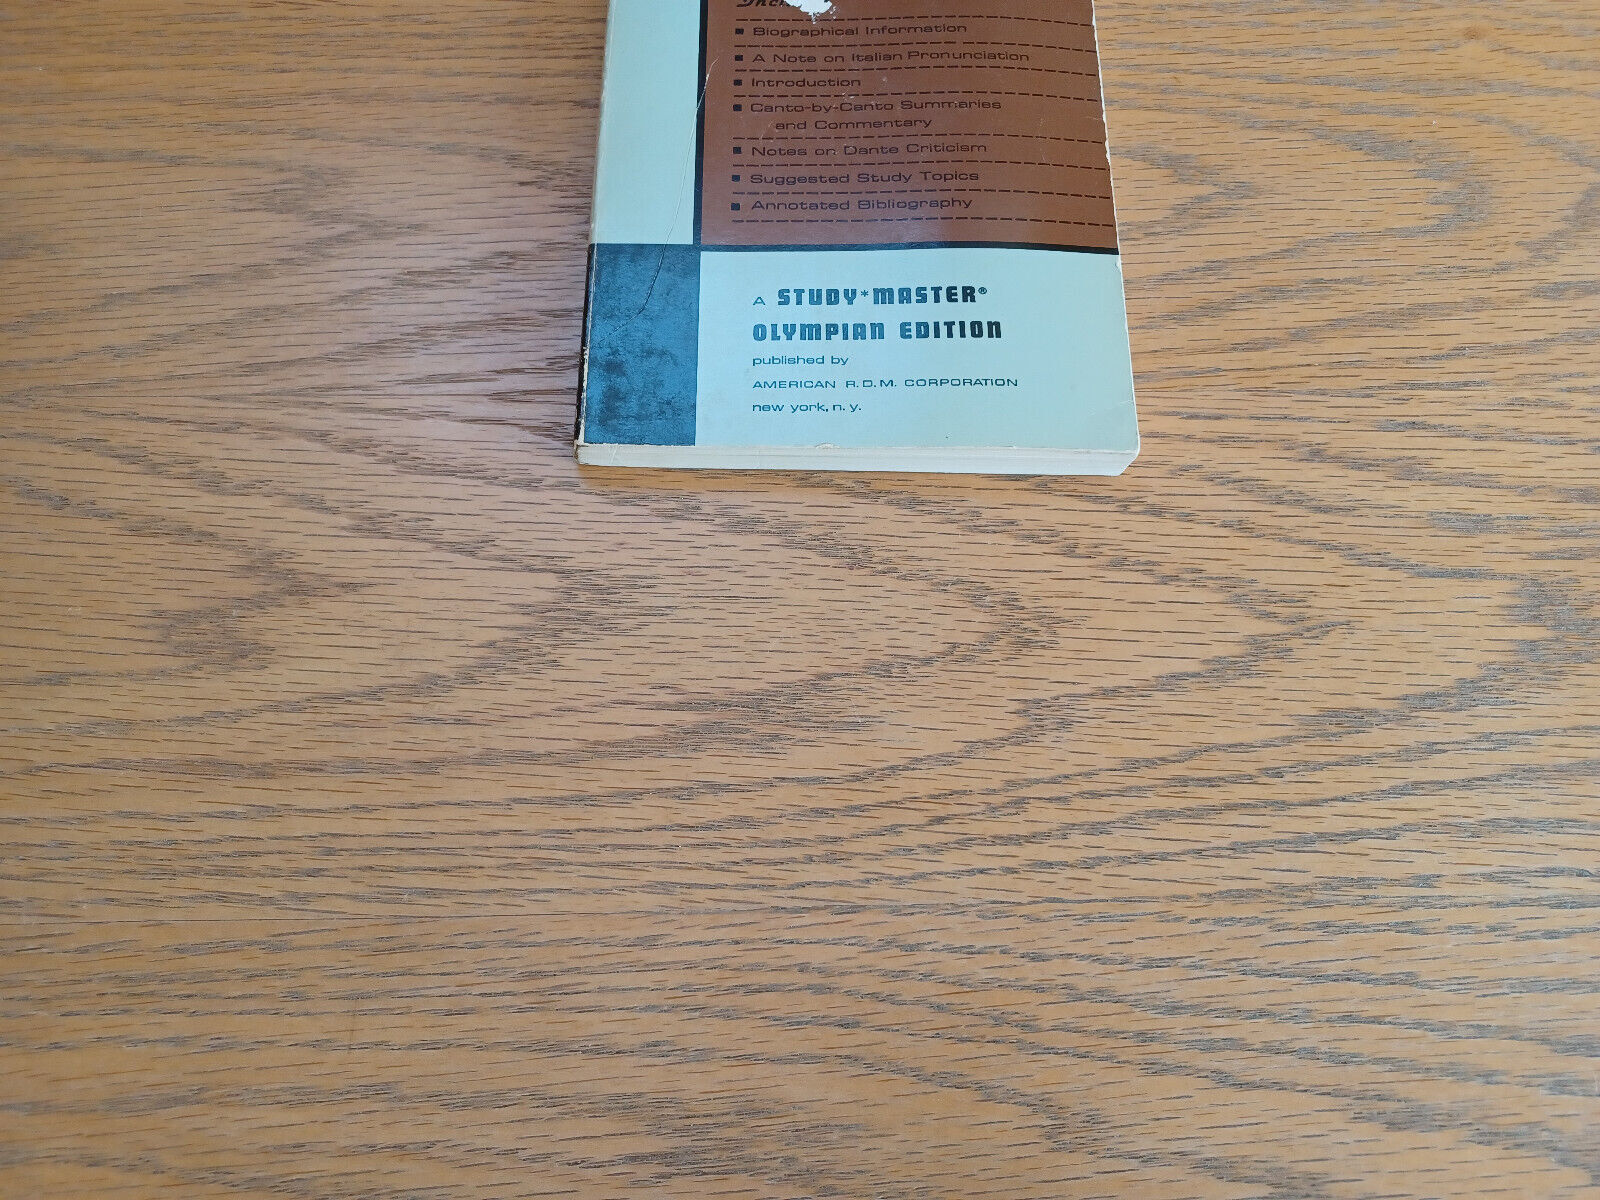 ■ Biographical Information
■ A Note on Italian Pronunciation
■ Introduction
■ Canto-by-Canto Summaries
and Commentary
■ Notes on Dante Criticism
■ Suggested Study Topics
■ Annotated Bibliography
A STUDY*MASTER®
OLYMPIAN EDITION
published by
AMERICAN R.D.M. CORPORATION
new york, n. y.